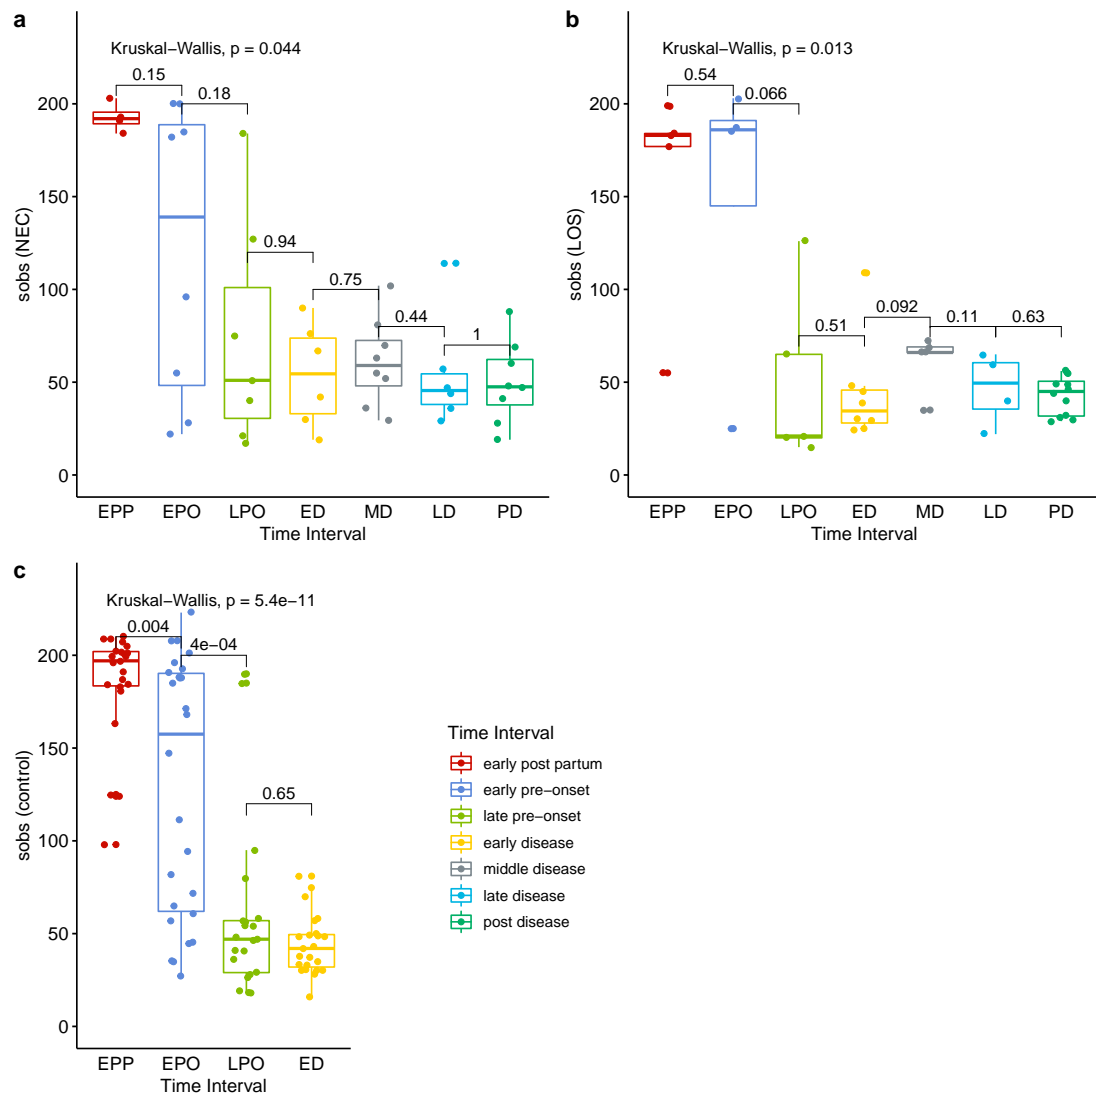 a
Kruskal−Wallis, p = 0.044
0.15
0.18
0.94
0.75
0.44
1
200
150
100
50
0
sobs (NEC)
EPP EPO LPO ED MD LD PD
Time Interval
b
Kruskal−Wallis, p = 0.013
0.54
0.066
0.51
0.092
0.11
0.63
200
150
100
50
0
sobs (LOS)
EPP EPO LPO ED MD LD PD
Time Interval
c
Kruskal−Wallis, p = 5.4e−11
0.004
4e−04
0.65
200
150
100
50
0
sobs (control)
EPP EPO LPO ED
Time Interval
Time Interval
early post partum
early pre−onset
late pre−onset
early disease
middle disease
late disease
post disease